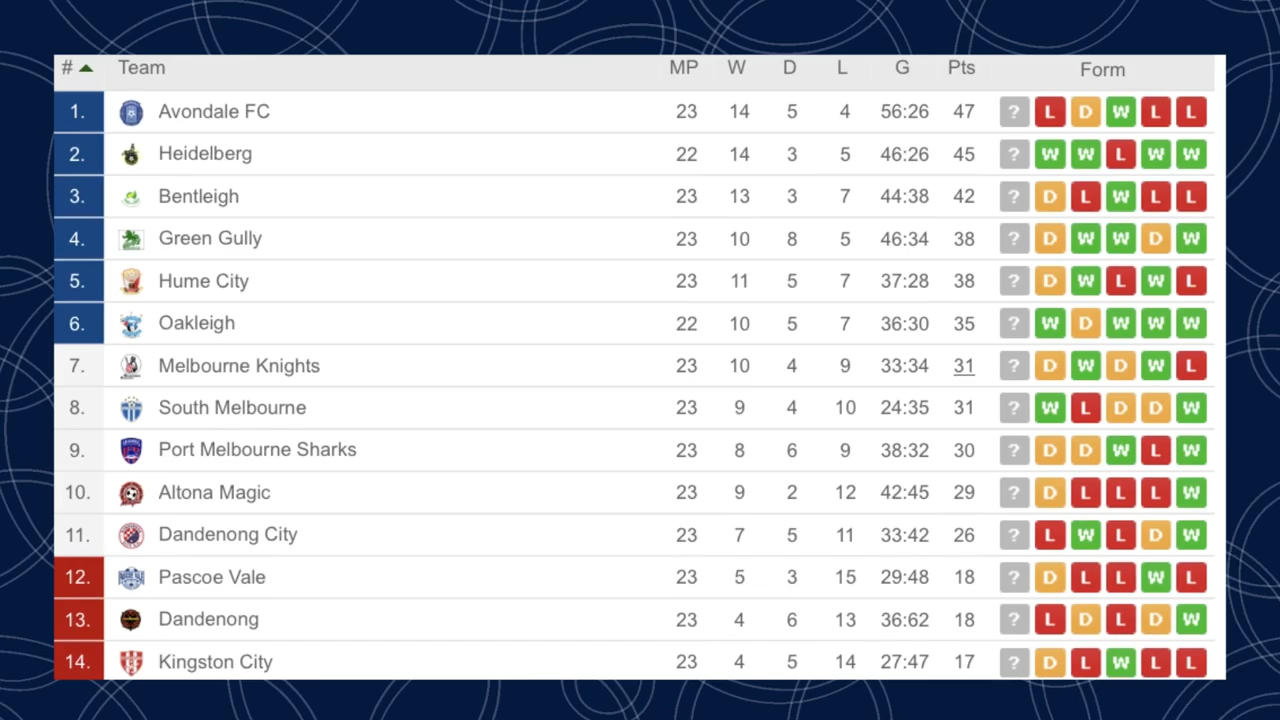 # Team MP W D L G Pts Form
1. Avondale FC 23 14 5 4 56:26 47 ? L D W L L
2. Heidelberg 22 14 3 5 46:26 45 ? W W L W W
3. Bentleigh 23 13 3 7 44:38 42 ? D L W L L
4. Green Gully 23 10 8 5 46:34 38 ? D W W D W
5. Hume City 23 11 5 7 37:28 38 ? D W L W L
6. Oakleigh 22 10 5 7 36:30 35 ? W D W W W
7. Melbourne Knights 23 10 4 9 33:34 31 ? D W D W L
8. South Melbourne 23 9 4 10 24:35 31 ? W L D D W
9. Port Melbourne Sharks 23 8 6 9 38:32 30 ? D D W L W
10. Altona Magic 23 9 2 12 42:45 29 ? D L L L W
11. Dandenong City 23 7 5 11 33:42 26 ? L W L D W
12. Pascoe Vale 23 5 3 15 29:48 18 ? D L L W L
13. Dandenong 23 4 6 13 36:62 18 ? L D L D W
14. Kingston City 23 4 5 14 27:47 17 ? D L W L L